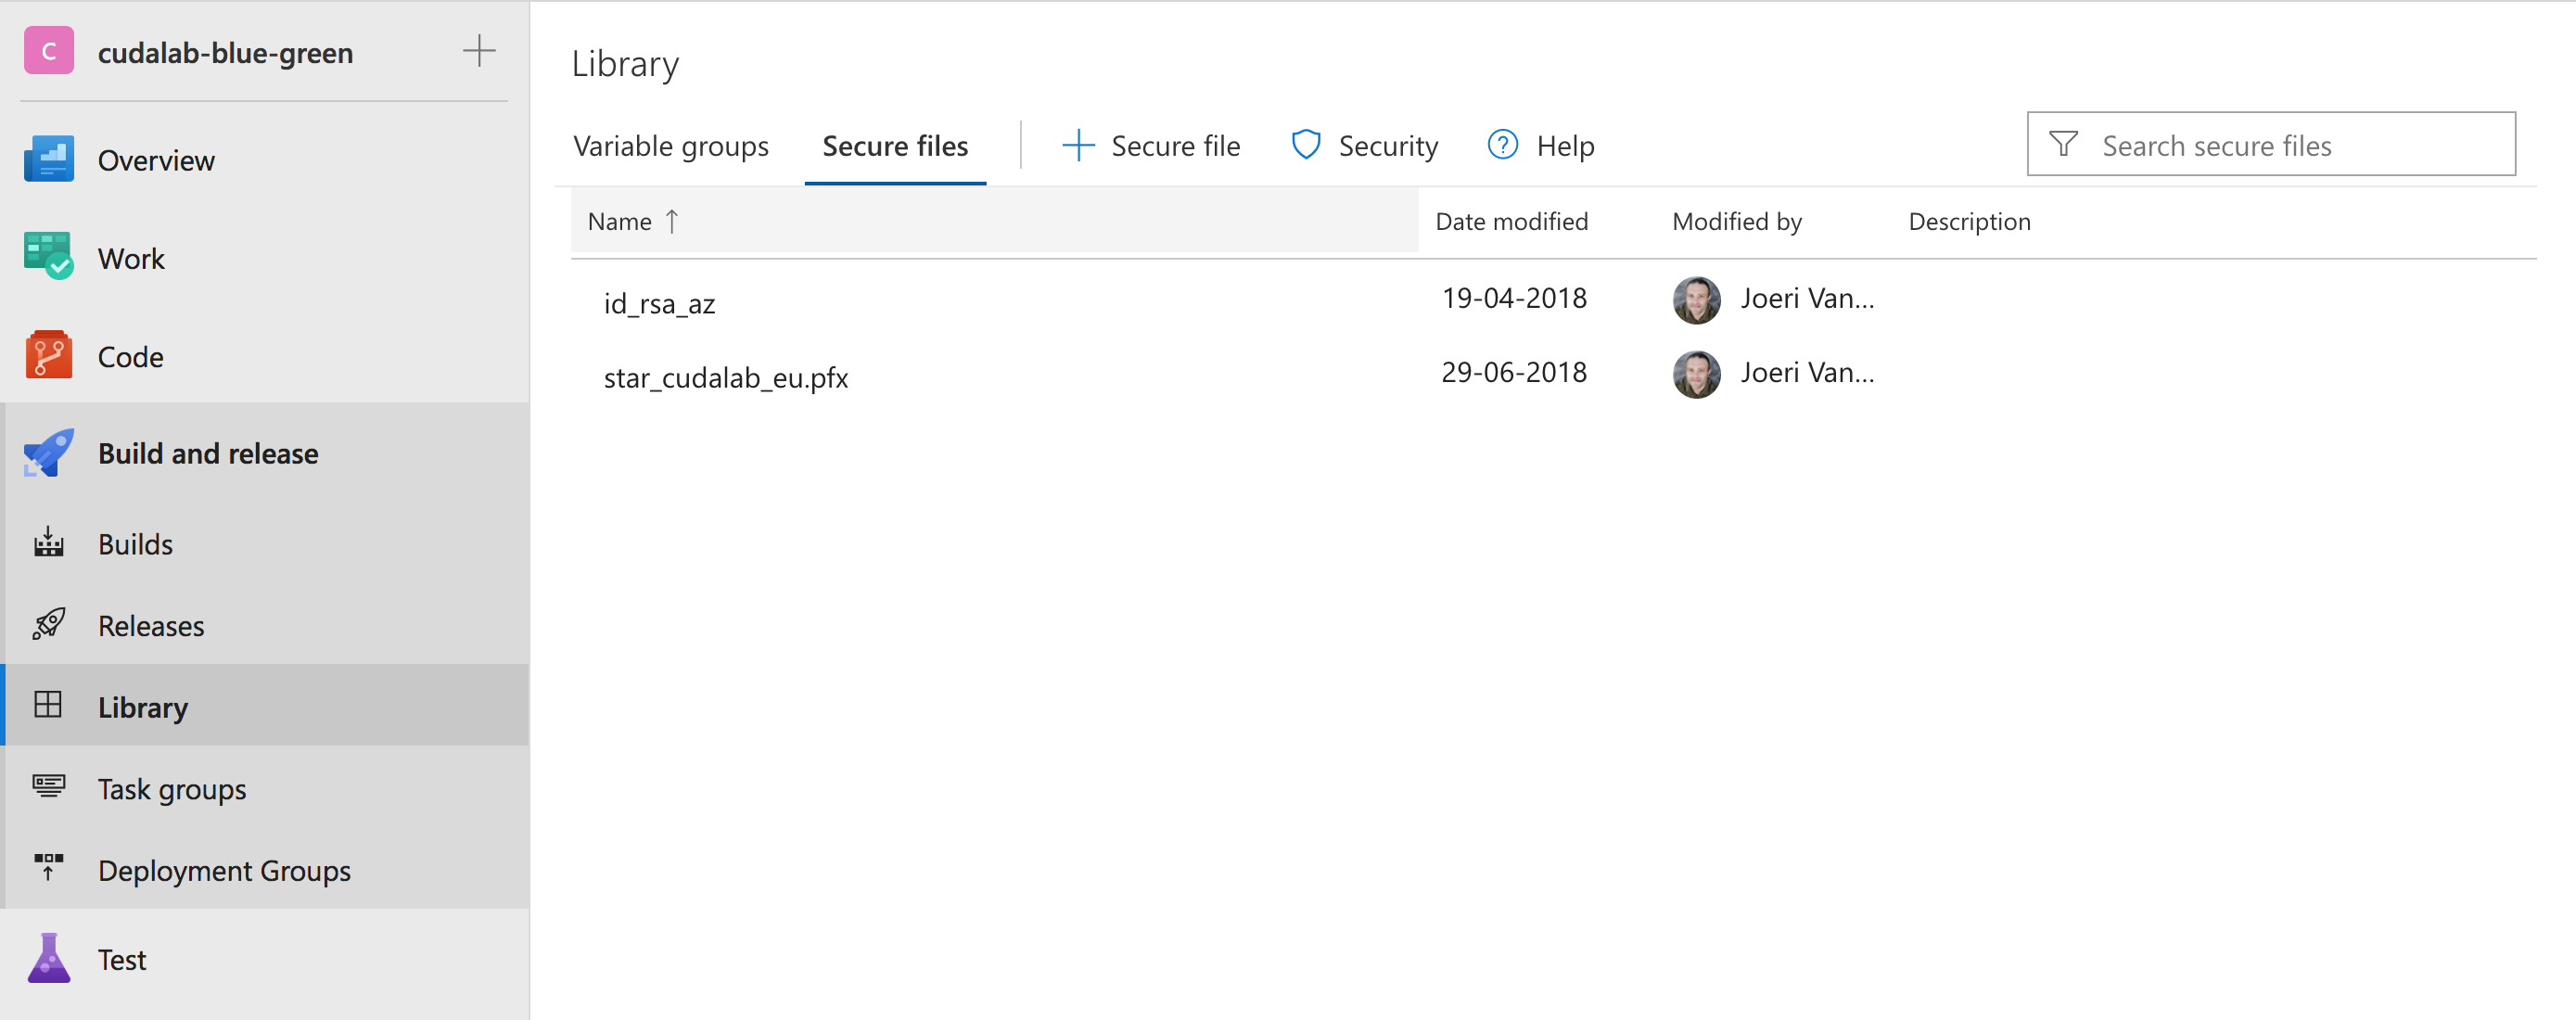 C cudalab-blue-green
Overview
Work
Code
Build and release
Builds
Releases
Library
Task groups
Deployment Groups
Test
Library
Variable groups Secure files Secure file Security Help Search secure files
Name Date modified Modified by Description
id_rsa_az 19-04-2018 Joeri Van...
star_cudalab_eu.pfx 29-06-2018 Joeri Van...